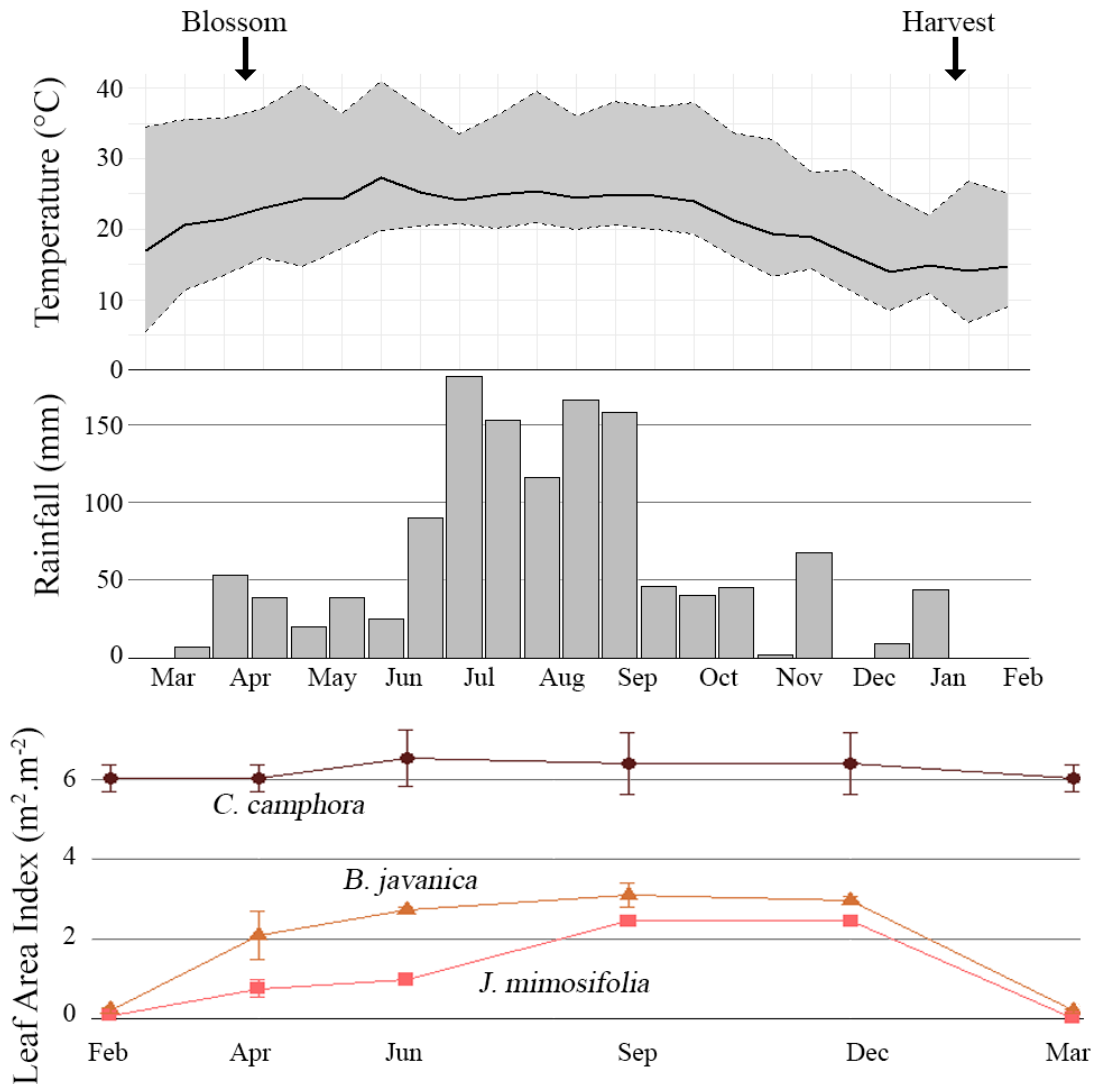 Blossom Harvest
Temperature (°C)
40
30
20
10
0
Rainfall (mm)
150
100
50
0
Mar Apr May Jun Jul Aug Sep Oct Nov Dec Jan Feb
Leaf Area Index (m².m⁻²)
6
C. camphora
4
B. javanica
2
J. mimosifolia
0
Feb Apr Jun Sep Dec Mar